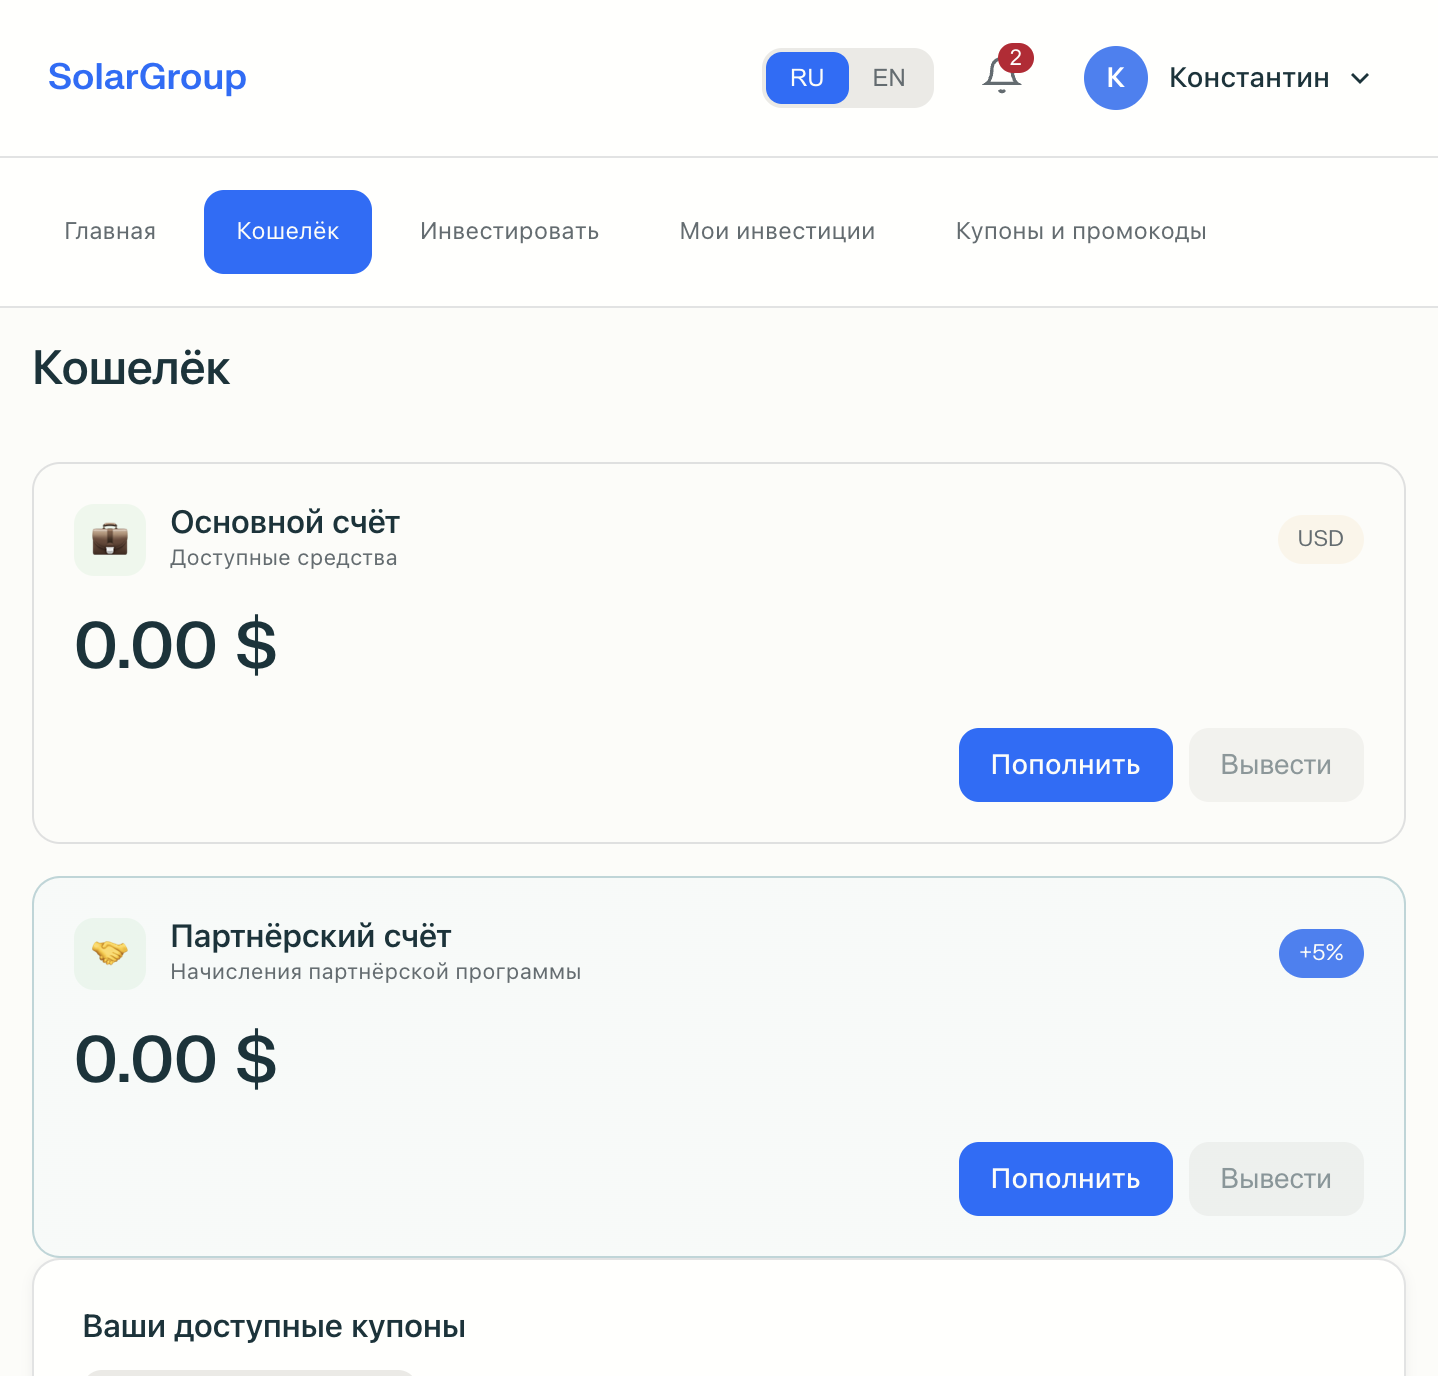 SolarGroup
RU EN
2
К
Константин
Главная Кошелёк Инвестировать Мои инвестиции Купоны и промокоды
Кошелёк
Основной счёт
Доступные средства
USD
0.00 $
Пополнить Вывести
Партнёрский счёт
Начисления партнёрской программы
+5%
0.00 $
Пополнить Вывести
Ваши доступные купоны